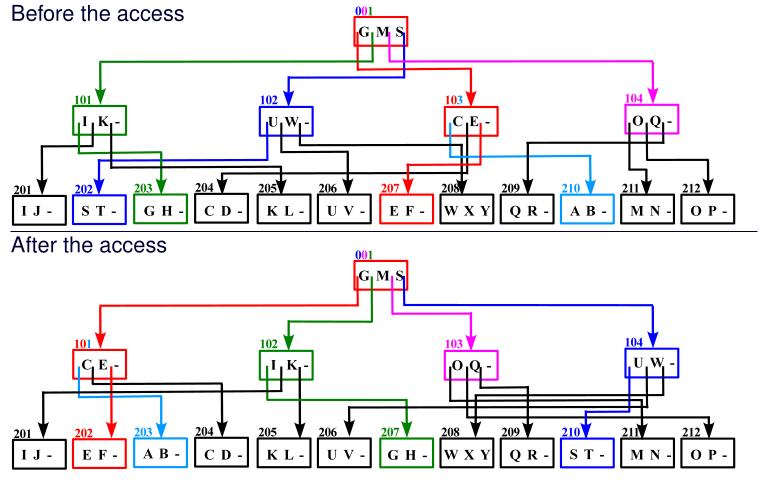 Before the access
001
G M S
101 102 103 104
I K - U W - C E - O Q -
201 202 203 204 205 206 207 208 209 210 211 212
I J - S T - G H - C D - K L - U V - E F - W X Y Q R - A B - M N - O P -
After the access
001
G M S
101 102 103 104
C E - I K - O Q - U W -
201 202 203 204 205 206 207 208 209 210 211 212
I J - E F - A B - C D - K L - U V - G H - W X Y Q R - S T - M N - O P -